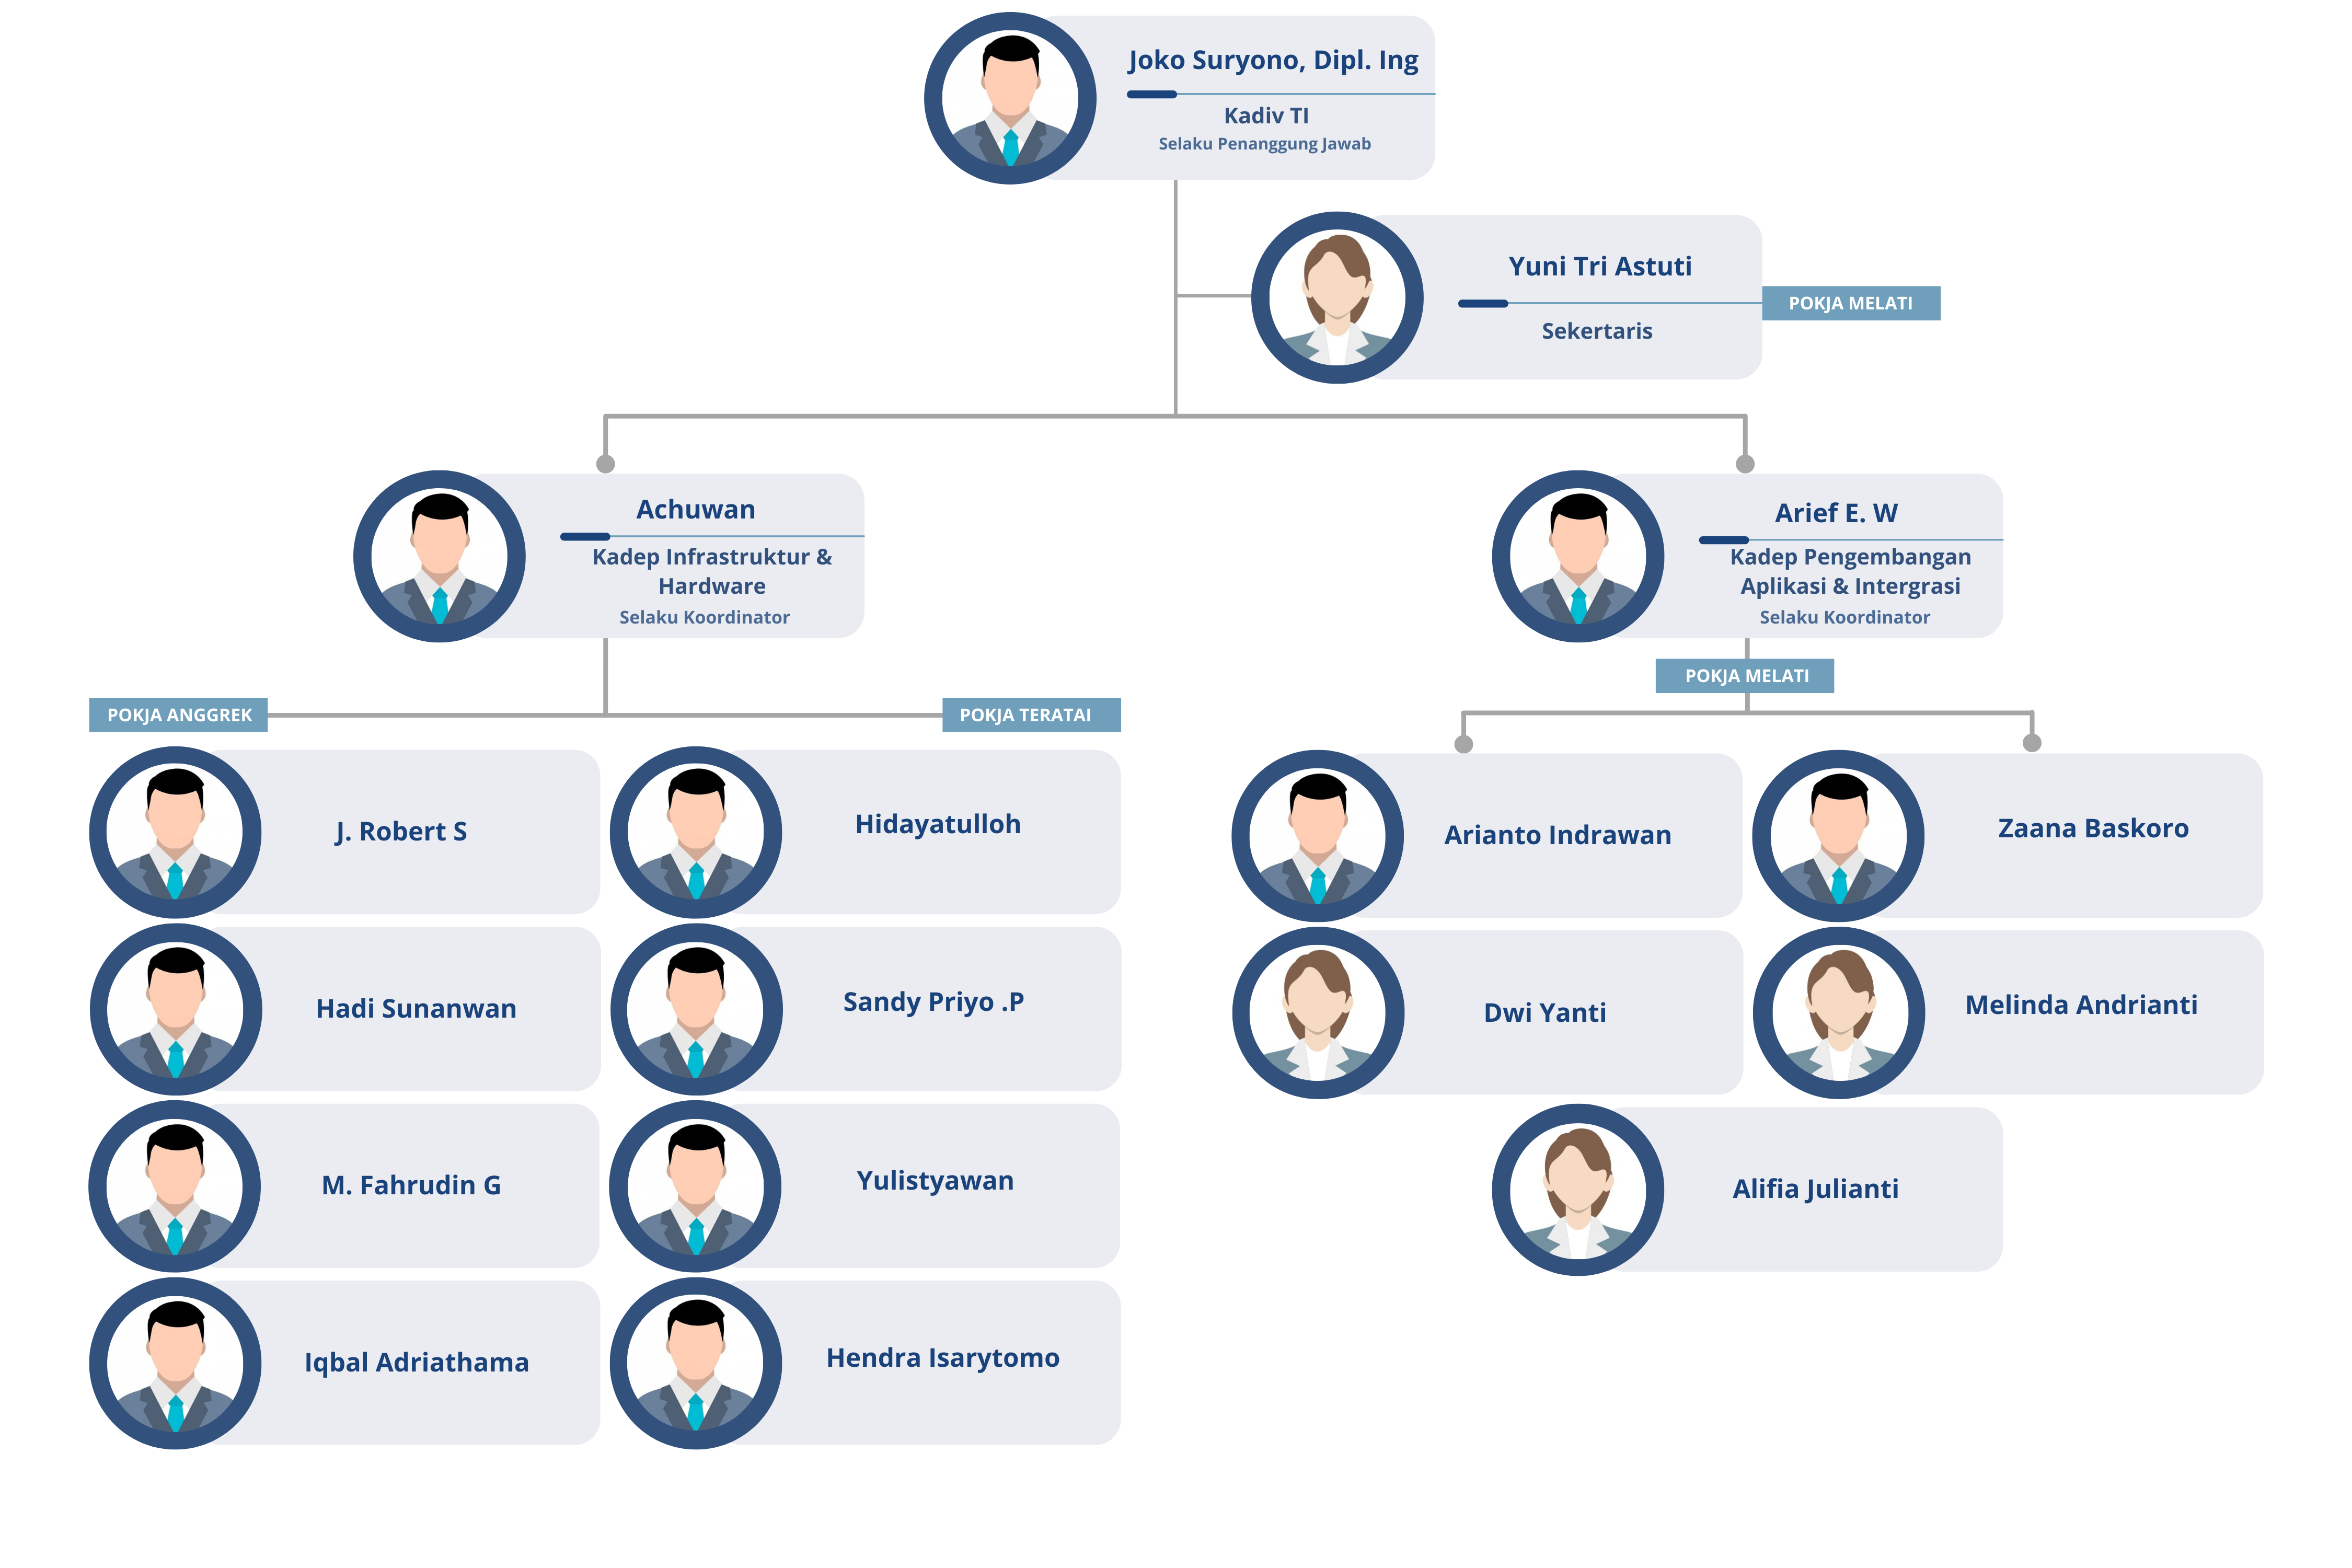 Joko Suryono, Dipl. Ing
Kadiv TI
Selaku Penanggung Jawab
Yuni Tri Astuti
Sekertaris
POKJA MELATI
Achuwan
Kadep Infrastruktur &
Hardware
Selaku Koordinator
Arief E. W
Kadep Pengembangan
Aplikasi & Intergrasi
Selaku Koordinator
POKJA ANGGREK
POKJA TERATAI
POKJA MELATI
J. Robert S
Hadi Sunanwan
M. Fahrudin G
Iqbal Adriathama
Hidayatulloh
Sandy Priyo .P
Yulistyawan
Hendra Isarytomo
Arianto Indrawan
Zaana Baskoro
Dwi Yanti
Melinda Andrianti
Alifia Julianti